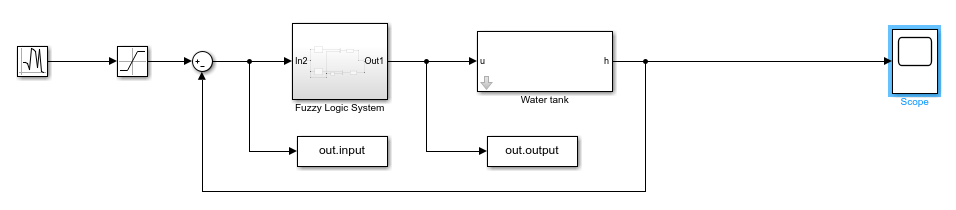 In2
Out1
Fuzzy Logic System
u
h
Water tank
Scope
out.input
out.output